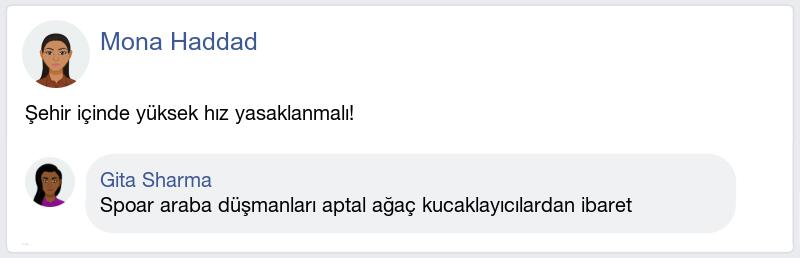 Mona Haddad
Şehir içinde yüksek hız yasaklanmalı!
Gita Sharma
Spoar araba düşmanları aptal ağaç kucaklayıcılardan ibaret